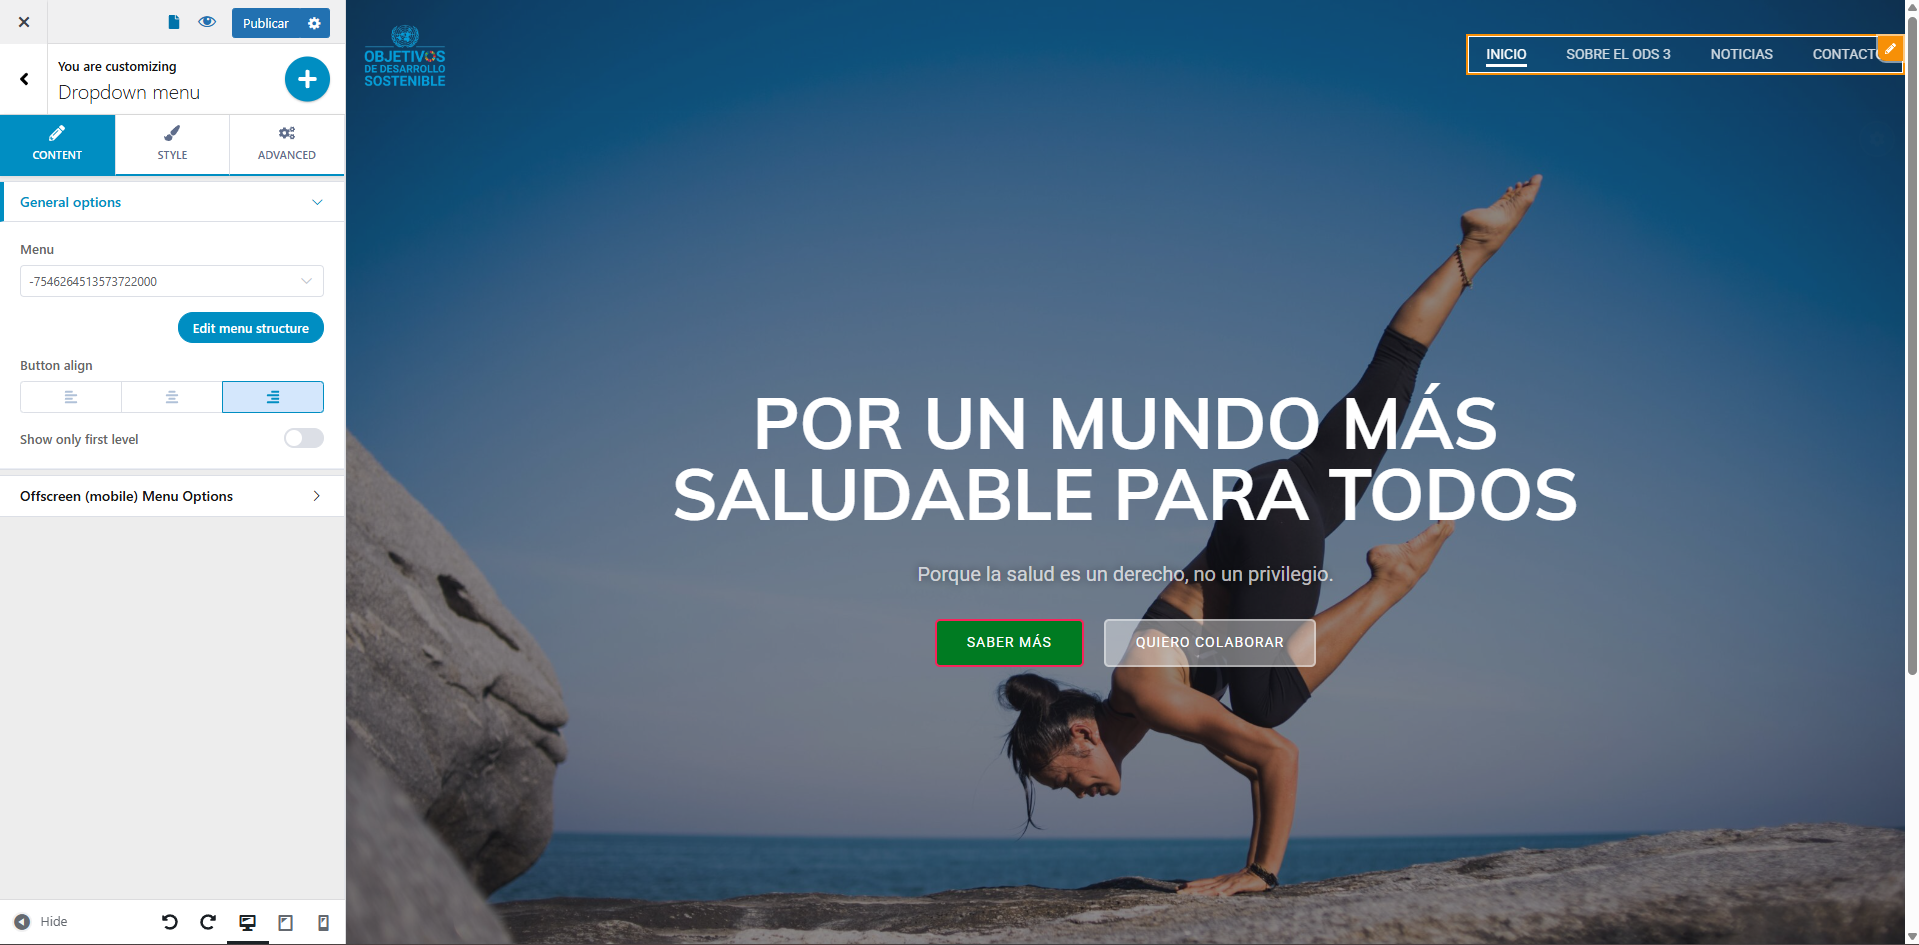 Publicar
You are customizing
Dropdown menu
CONTENT
STYLE
ADVANCED
General options
Menu
-7546264513573722000
Edit menu structure
Button align
Show only first level
Offscreen (mobile) Menu Options
Hide
OBJETIVOS
DE DESARROLLO
SOSTENIBLE
INICIO
SOBRE EL ODS 3
NOTICIAS
CONTACTO
POR UN MUNDO MÁS
SALUDABLE PARA TODOS
Porque la salud es un derecho, no un privilegio.
SABER MÁS
QUIERO COLABORAR